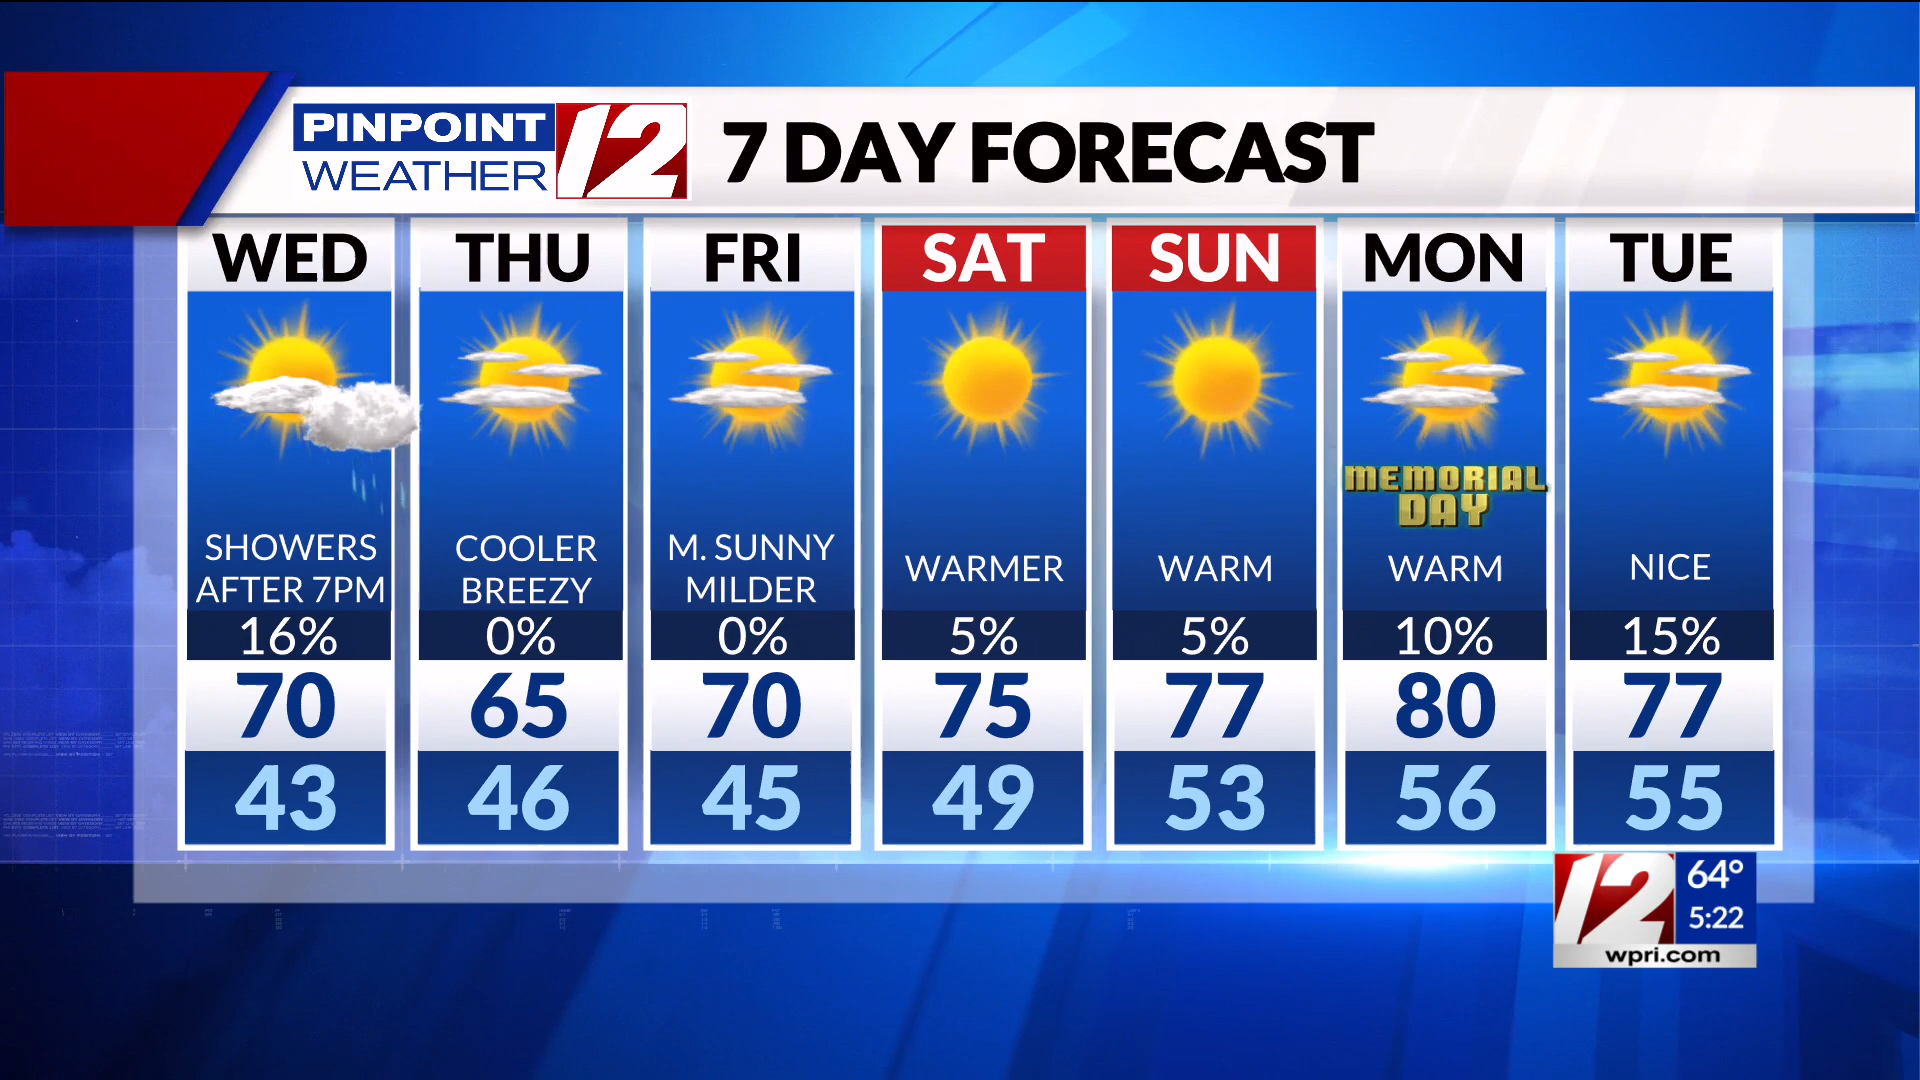 PINPOINT
WEATHER 12
7 DAY FORECAST
WED
THU
FRI
SAT
SUN
MON
TUE
MEMORIAL
DAY
SHOWERS
AFTER 7PM
COOLER
BREEZY
M. SUNNY
MILDER
WARMER
WARM
WARM
NICE
16%
0%
0%
5%
5%
10%
15%
70
65
70
75
77
80
77
43
46
45
49
53
56
55
12
64°
5:22
wpri.com